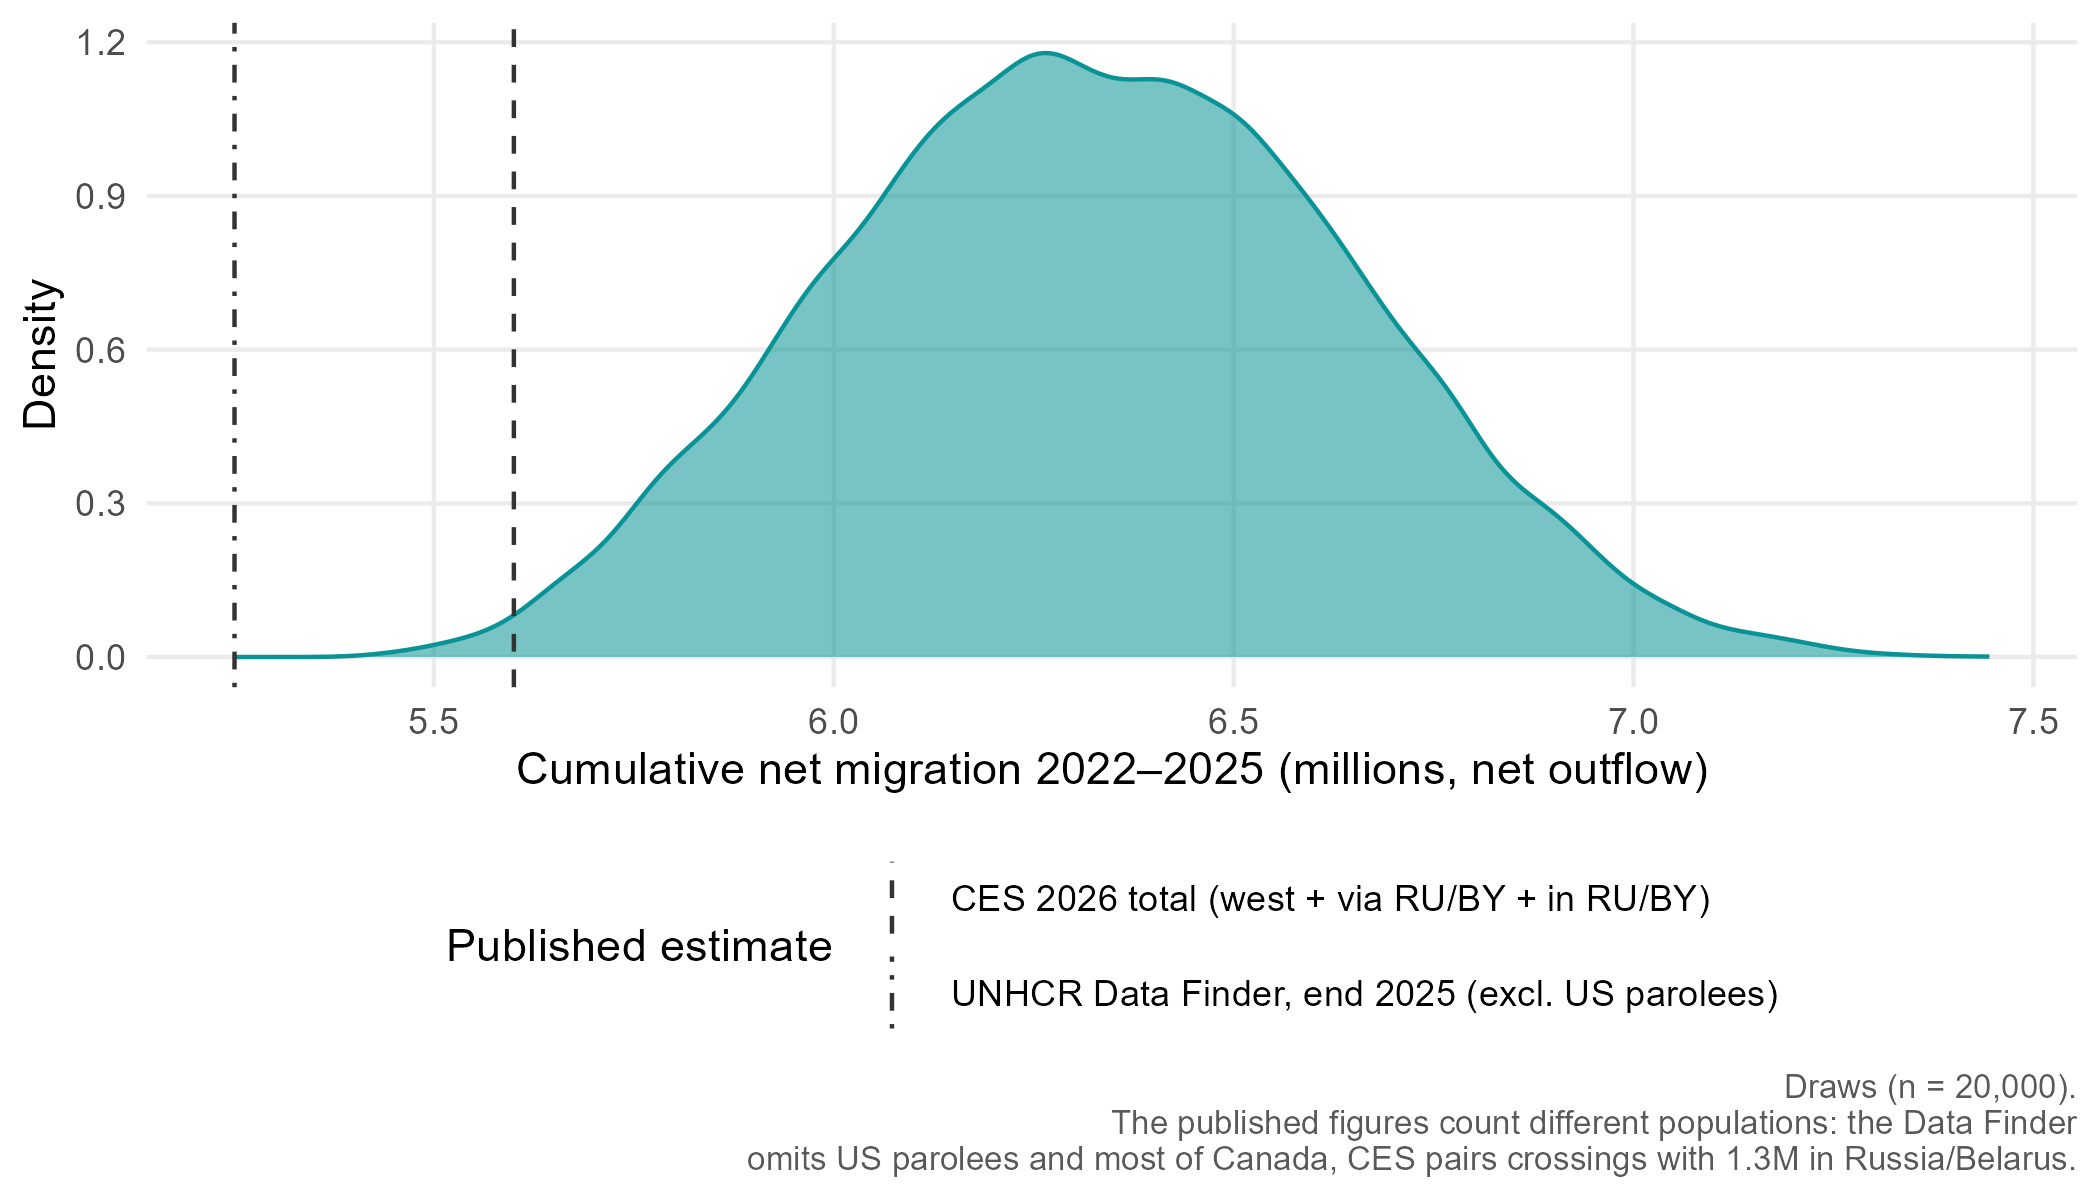 1.2
0.9
0.6
0.3
0.0
Density
5.5 6.0 6.5 7.0 7.5
Cumulative net migration 2022–2025 (millions, net outflow)
Published estimate
CES 2026 total (west + via RU/BY + in RU/BY)
UNHCR Data Finder, end 2025 (excl. US parolees)
Draws (n = 20,000).
The published figures count different populations: the Data Finder
omits US parolees and most of Canada, CES pairs crossings with 1.3M in Russia/Belarus.